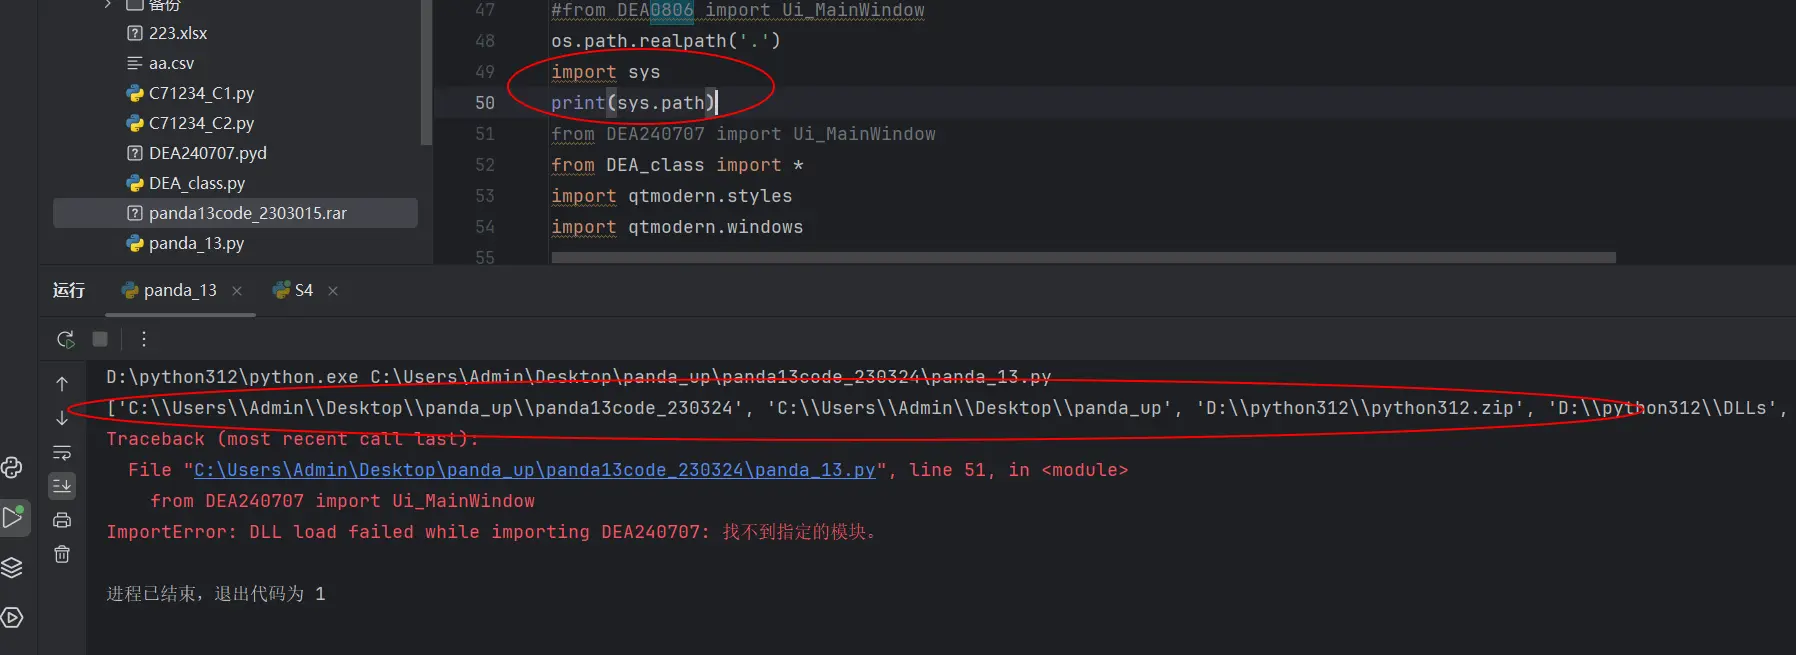 备份
223.xlsx
aa.csv
C71234_C1.py
C71234_C2.py
DEA240707.pyd
DEA_class.py
panda13code_2303015.rar
panda_13.py
47 #from DEA0806 import Ui_MainWindow
48 os.path.realpath('.')
49 import sys
50 print(sys.path)
51 from DEA240707 import Ui_MainWindow
52 from DEA_class import *
53 import qtmodern.styles
54 import qtmodern.windows
55
运行 panda_13 S4
D:\python312\python.exe C:\Users\Admin\Desktop\panda_up\panda13code_230324\panda_13.py
['C:\\Users\\Admin\\Desktop\\panda_up\\panda13code_230324', 'C:\\Users\\Admin\\Desktop\\panda_up', 'D:\\python312\\python312.zip', 'D:\\python312\\DLLs',
Traceback (most recent call last):
File "C:\Users\Admin\Desktop\panda_up\panda13code_230324\panda_13.py", line 51, in <module>
from DEA240707 import Ui_MainWindow
ImportError: DLL load failed while importing DEA240707: 找不到指定的模块。
进程已结束，退出代码为 1